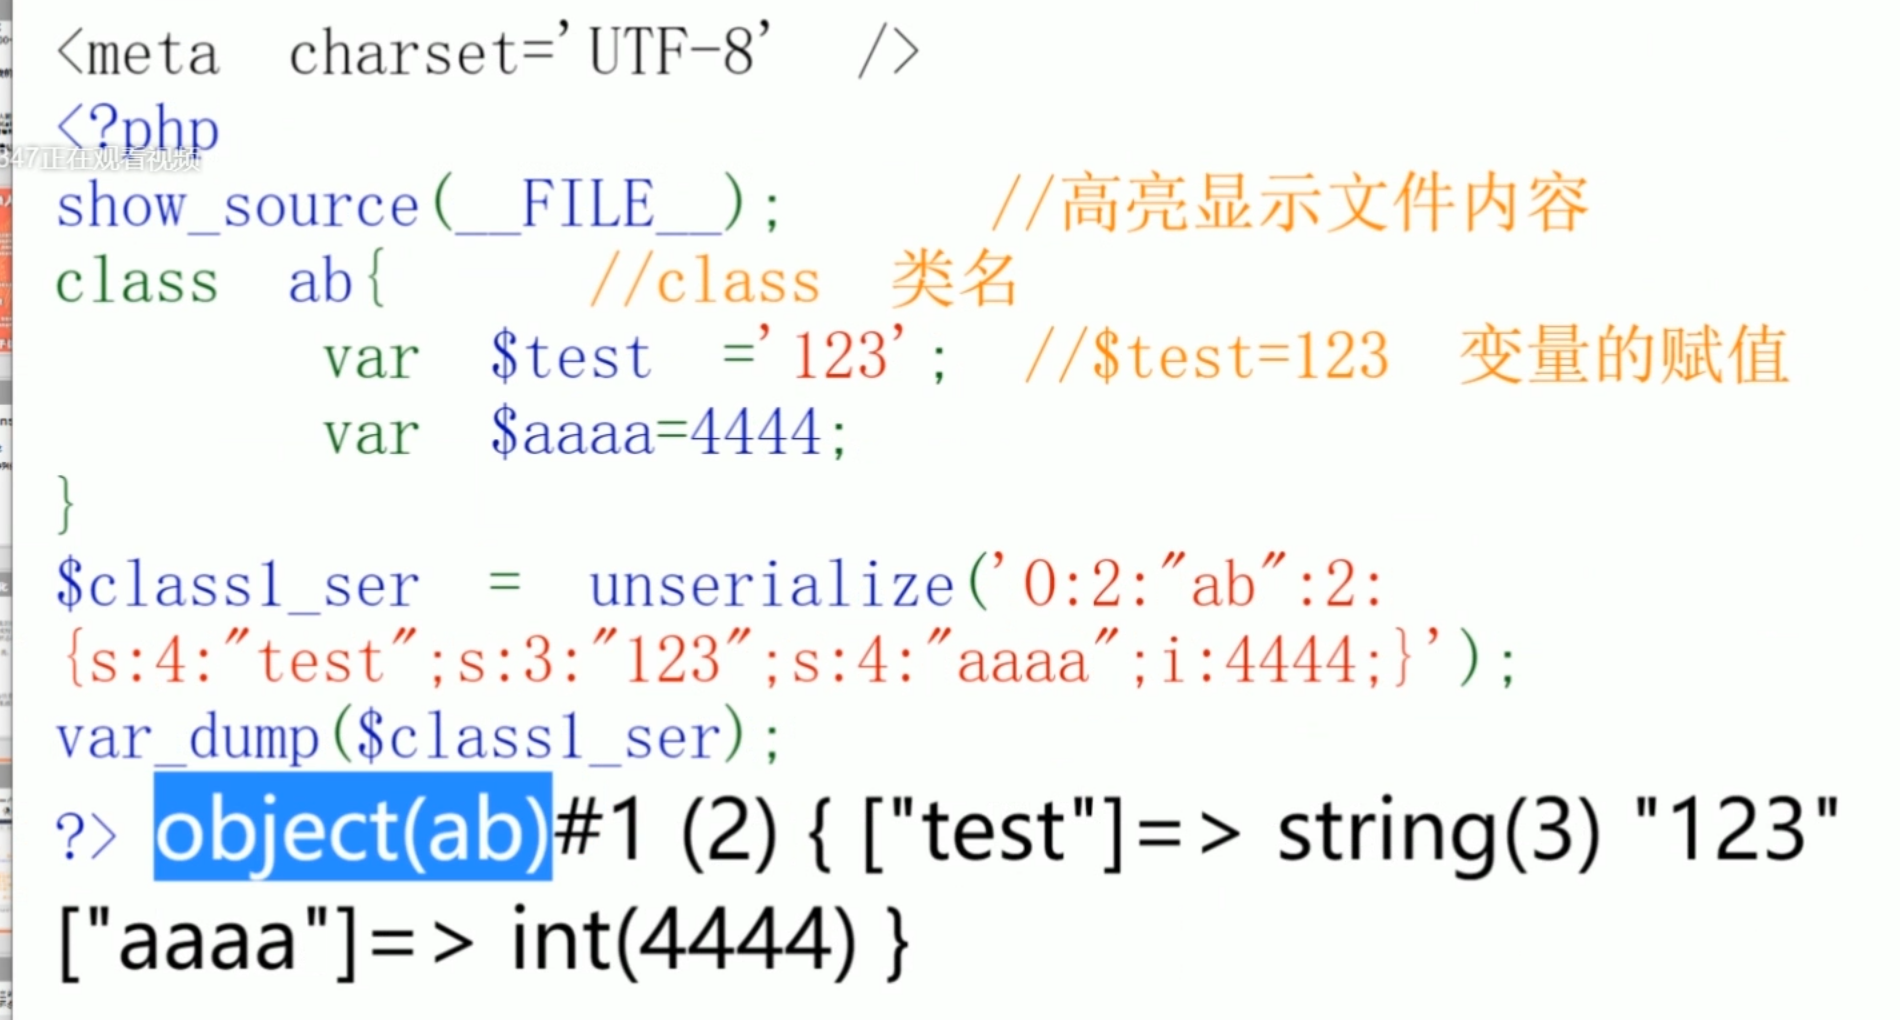 <meta charset='UTF-8' />
<?php
347正在观看视频
show_source(__FILE__); //高亮显示文件内容
class ab{ //class 类名
var $test ='123'; //$test=123 变量的赋值
var $aaaa=4444;
}
$class1_ser = unserialize('O:2:"ab":2:
{s:4:"test";s:3:"123";s:4:"aaaa";i:4444;}');
var_dump($class1_ser);
?> object(ab)#1 (2) { ["test"]=> string(3) "123"
["aaaa"]=> int(4444) }